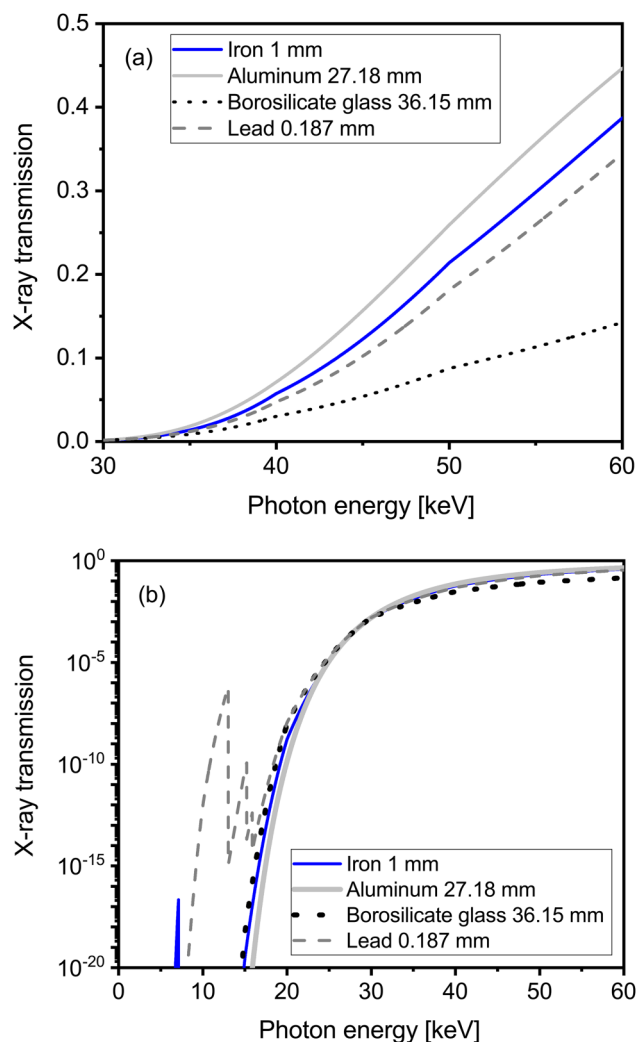 (a)
Iron 1 mm
Aluminum 27.18 mm
Borosilicate glass 36.15 mm
Lead 0.187 mm
X-ray transmission
0.5
0.4
0.3
0.2
0.1
0.0
30 40 50 60
Photon energy [keV]
(b)
Iron 1 mm
Aluminum 27.18 mm
Borosilicate glass 36.15 mm
Lead 0.187 mm
X-ray transmission
10⁰
10⁻⁵
10⁻¹⁰
10⁻¹⁵
10⁻²⁰
0 10 20 30 40 50 60
Photon energy [keV]